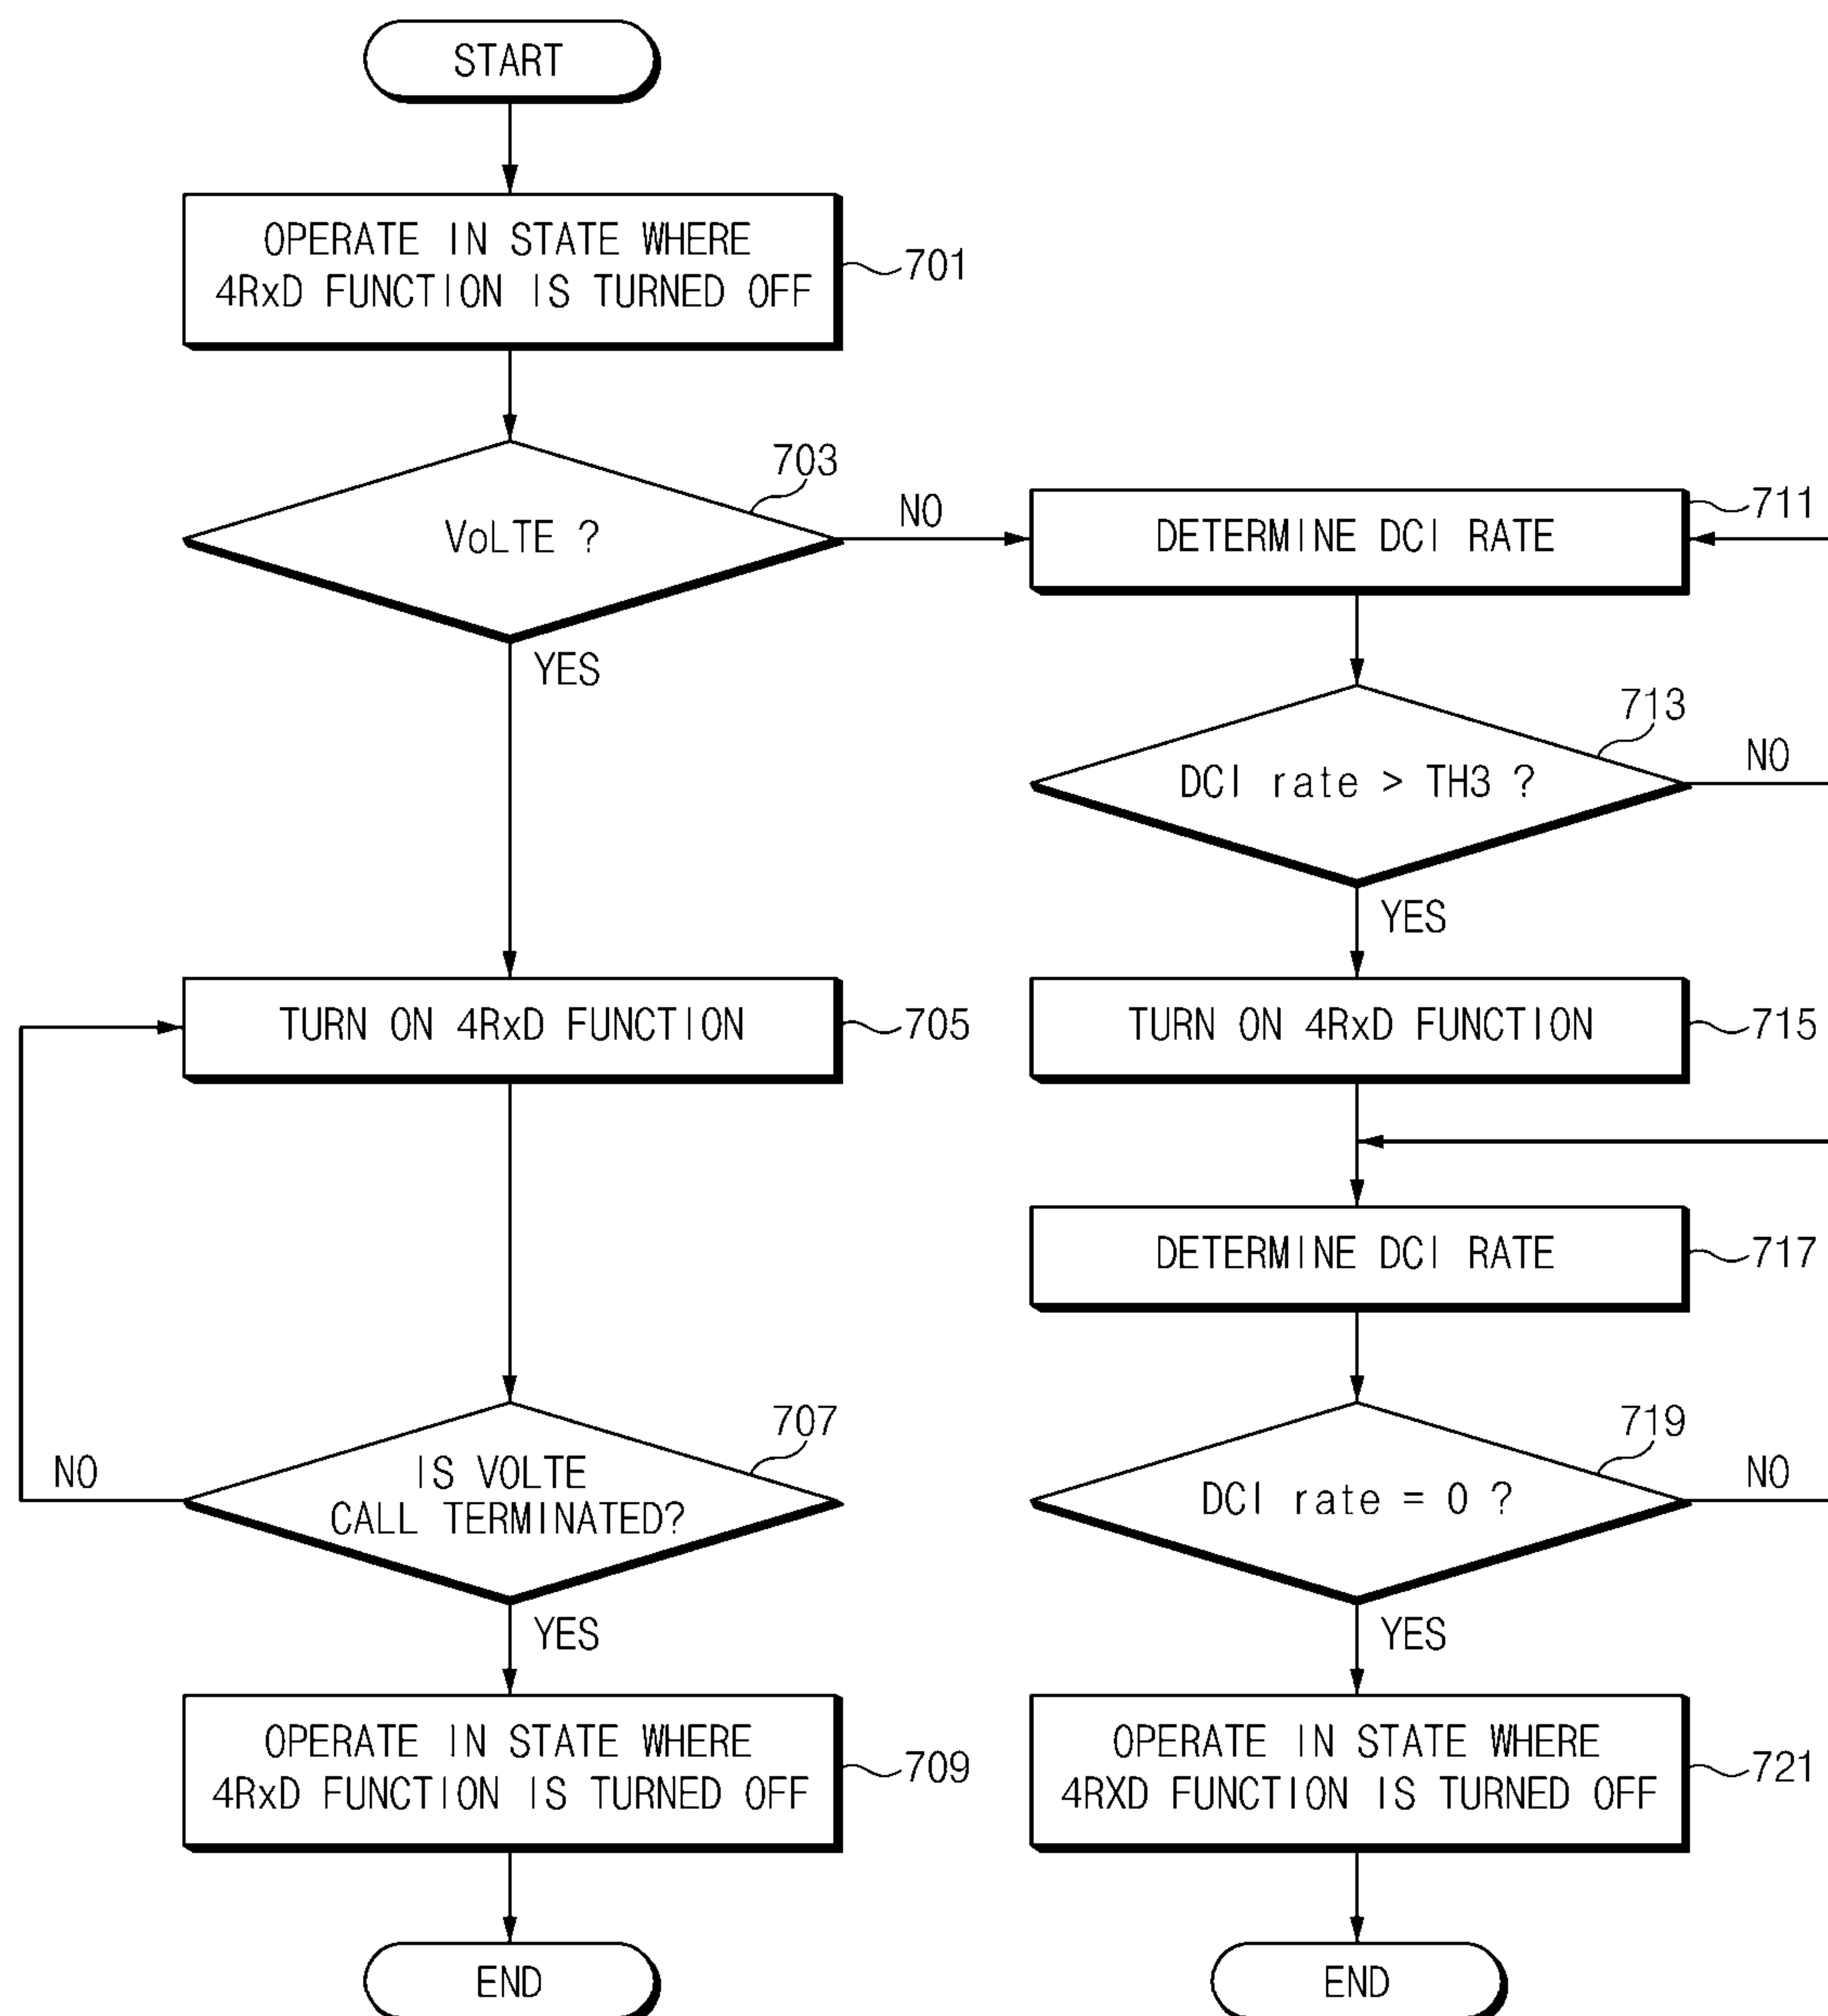 START
OPERATE IN STATE WHERE
4RxD FUNCTION IS TURNED OFF
701
VoLTE ?
703
NO
YES
TURN ON 4RxD FUNCTION
705
IS VOLTE
CALL TERMINATED?
707
NO
YES
OPERATE IN STATE WHERE
4RxD FUNCTION IS TURNED OFF
709
END
DETERMINE DCI RATE
711
DCI rate > TH3 ?
713
NO
YES
TURN ON 4RxD FUNCTION
715
DETERMINE DCI RATE
717
DCI rate = 0 ?
719
NO
YES
OPERATE IN STATE WHERE
4RXD FUNCTION IS TURNED OFF
721
END